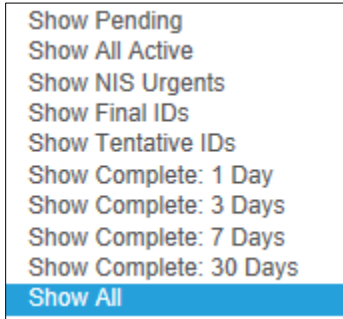 Show Pending
Show All Active
Show NIS Urgents
Show Final IDs
Show Tentative IDs
Show Complete: 1 Day
Show Complete: 3 Days
Show Complete: 7 Days
Show Complete: 30 Days
Show All